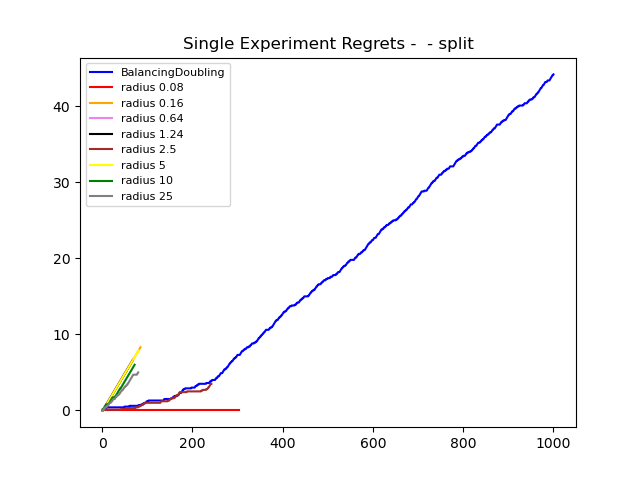 Single Experiment Regrets -  - split
BalancingDoubling
radius 0.08
radius 0.16
radius 0.64
radius 1.24
radius 2.5
radius 5
radius 10
radius 25
40
30
20
10
0
0 200 400 600 800 1000